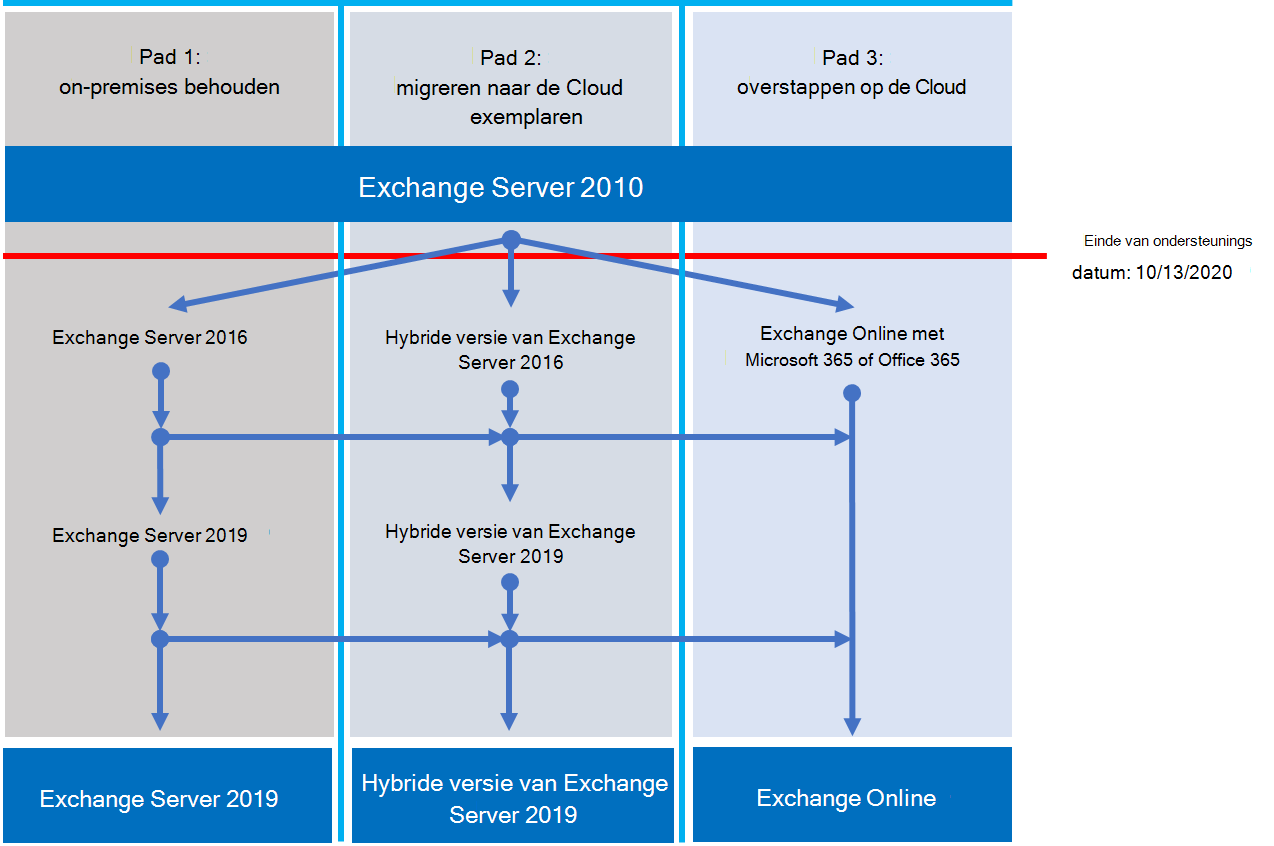 Pad 1:
on-premises behouden
Pad 2:
migreren naar de Cloud
exemplaren
Pad 3:
overstappen op de Cloud
Exchange Server 2010
Einde van ondersteunings
datum: 10/13/2020
Exchange Server 2016
Hybride versie van Exchange
Server 2016
Exchange Online met
Microsoft 365 of Office 365
Exchange Server 2019
Hybride versie van Exchange
Server 2019
Exchange Server 2019
Hybride versie van Exchange
Server 2019
Exchange Online